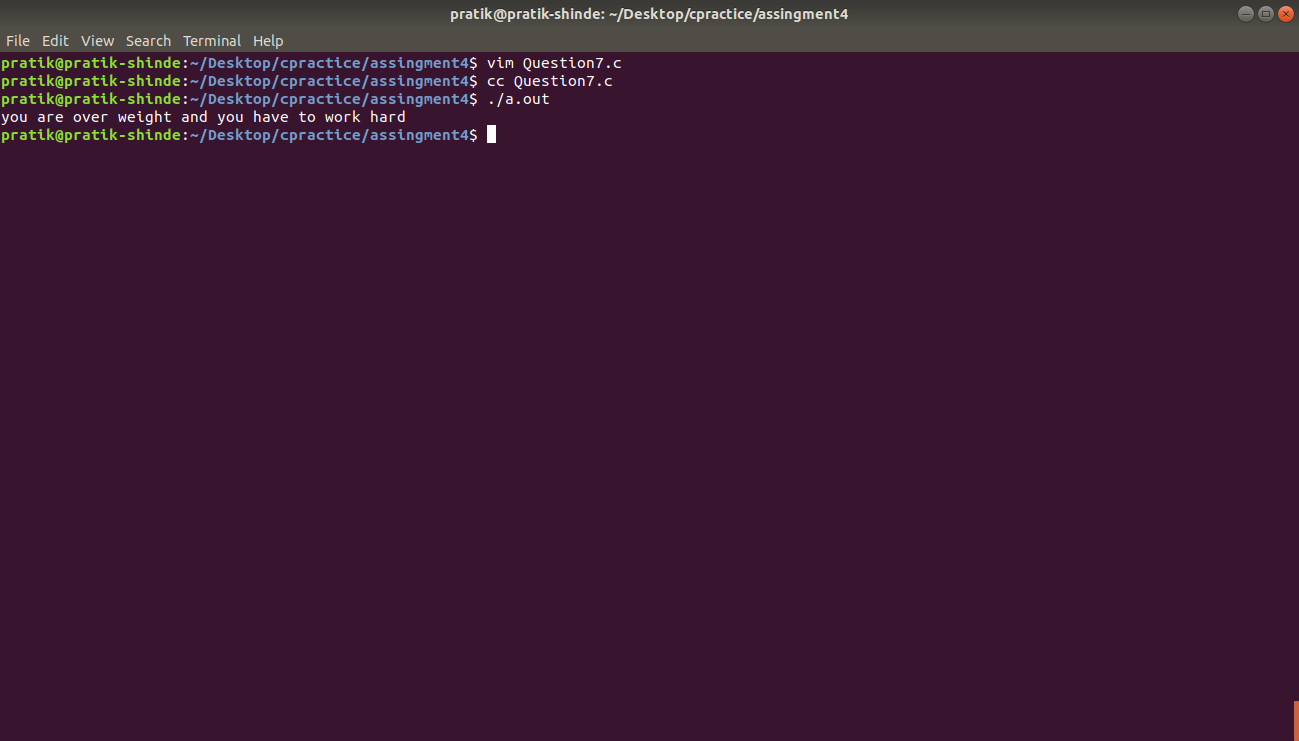 pratik@pratik-shinde: ~/Desktop/cpractice/assingment4
File Edit View Search Terminal Help
pratik@pratik-shinde:~/Desktop/cpractice/assingment4$ vim Question7.c
pratik@pratik-shinde:~/Desktop/cpractice/assingment4$ cc Question7.c
pratik@pratik-shinde:~/Desktop/cpractice/assingment4$ ./a.out
you are over weight and you have to work hard
pratik@pratik-shinde:~/Desktop/cpractice/assingment4$